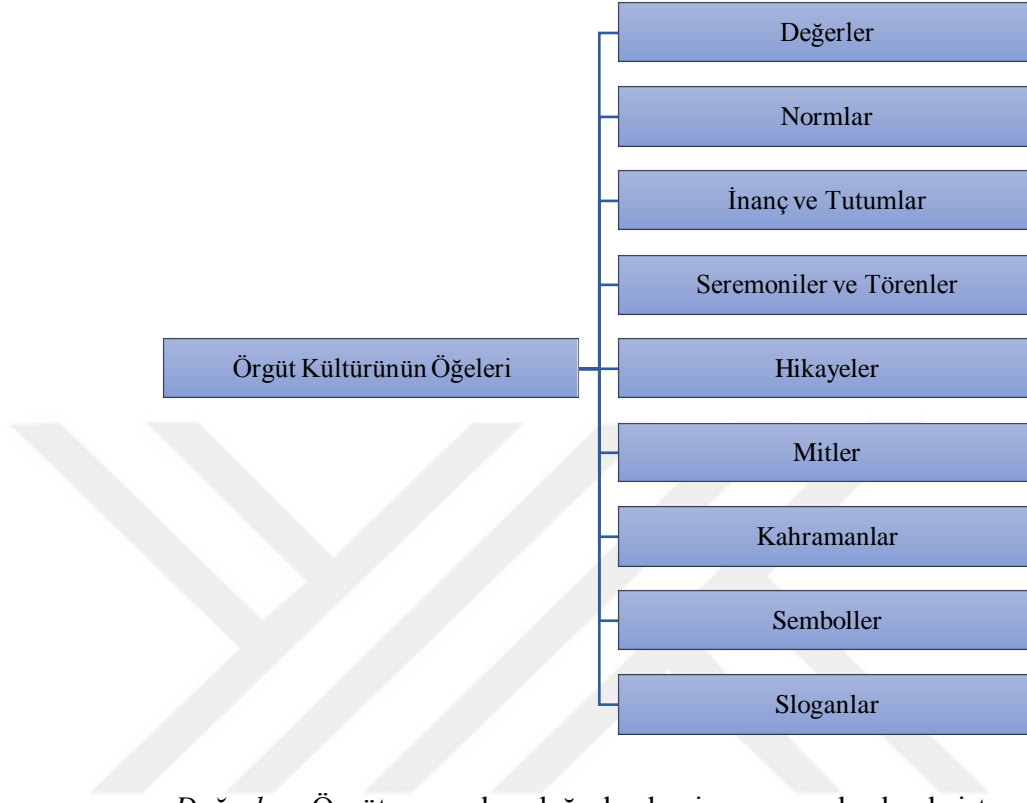 Değerler
Normlar
İnanç ve Tutumlar
Seremoniler ve Törenler
Örgüt Kültürünün Öğeleri
Hikayeler
Mitler
Kahramanlar
Semboller
Sloganlar